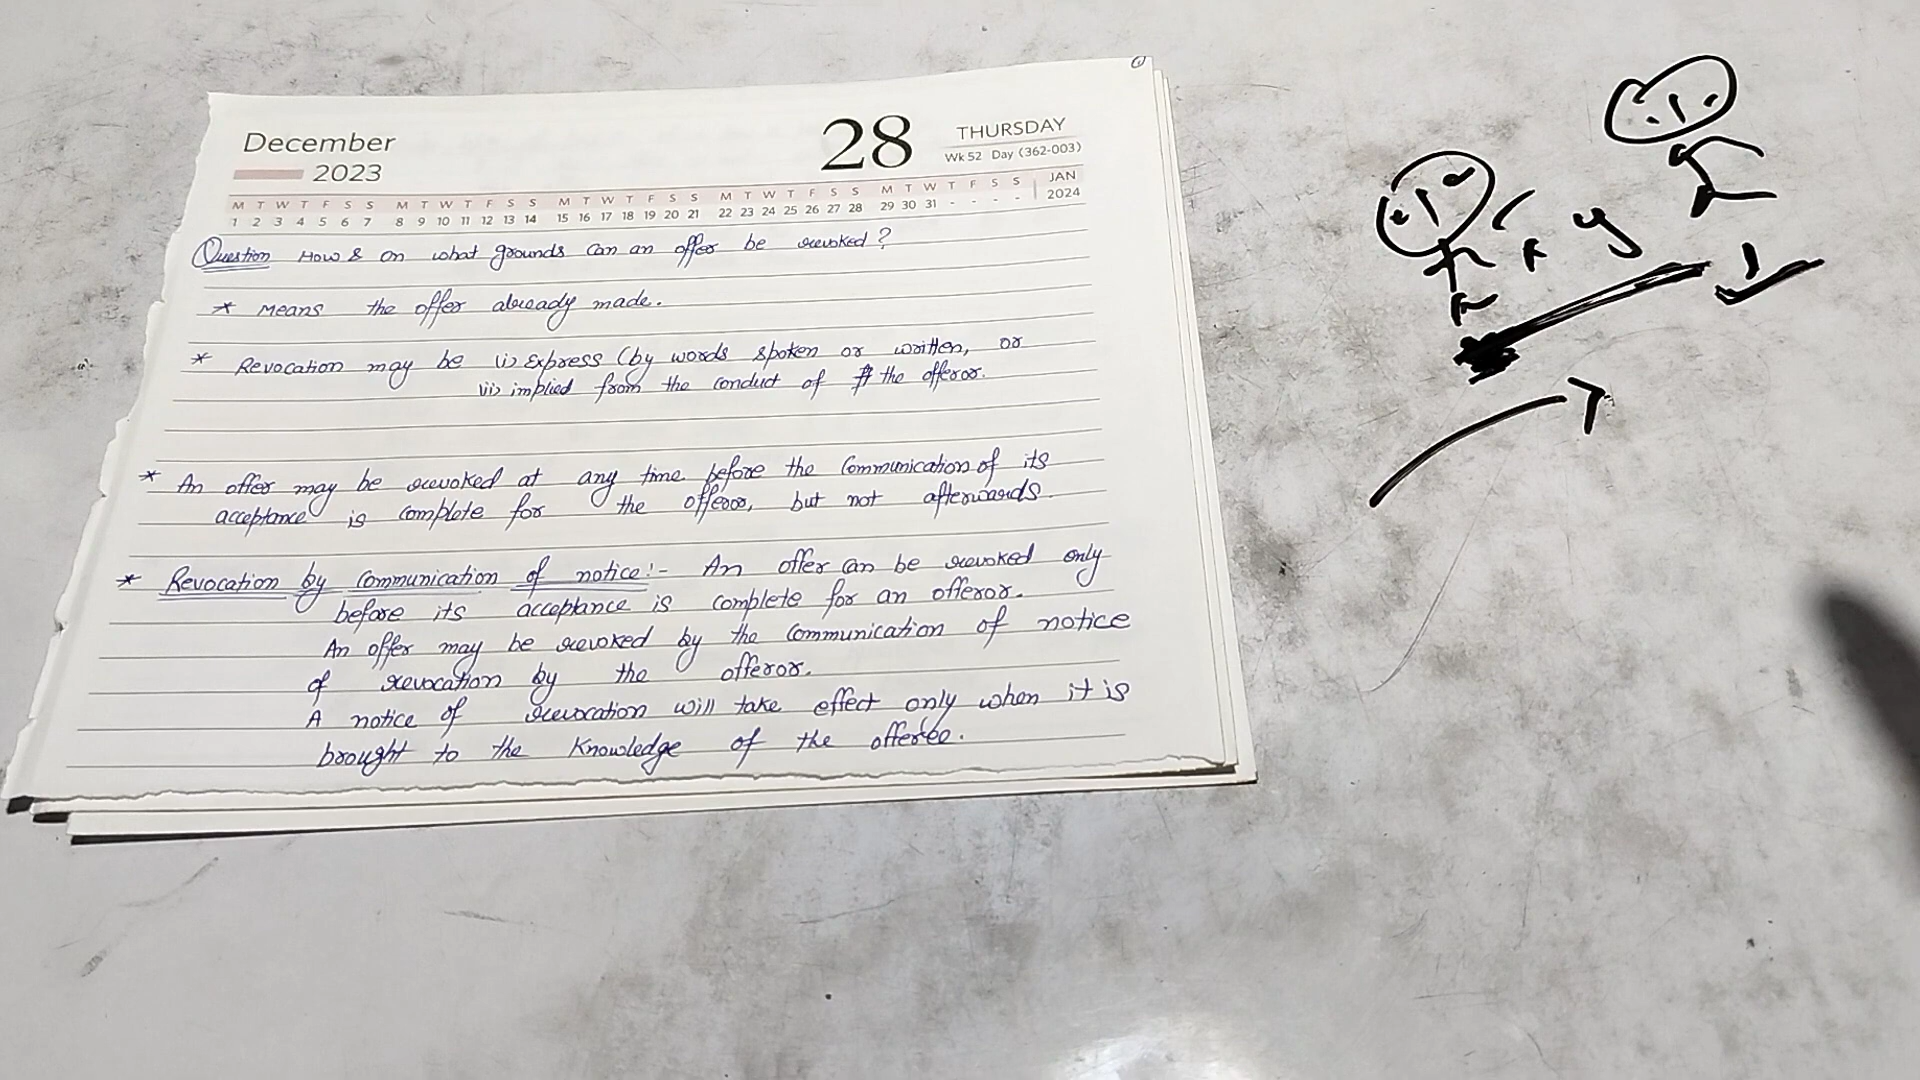 ①
December
2023
28
THURSDAY
Wk 52 Day (362-003)
M T W T F S S M T W T F S S M T W T F S S M T W T F S S M T W T F S S JAN
1 2 3 4 5 6 7 8 9 10 11 12 13 14 15 16 17 18 19 20 21 22 23 24 25 26 27 28 29 30 31 - - - - 2024
Question How & on what grounds can an offer be revoked?
* Means the offer already made.
* Revocation may be (i) Express (by words spoken or written, or
(ii) implied from the conduct of the offeror.
* An offer may be revoked at any time before the communication of its
acceptance is complete for the offeror, but not afterwards.
* Revocation by communication of notice:- An offer can be revoked only
before its acceptance is complete for an offeror.
An offer may be revoked by the communication of notice
of revocation by the offeror.
A notice of revocation will take effect only when it is
brought to the knowledge of the offeree.